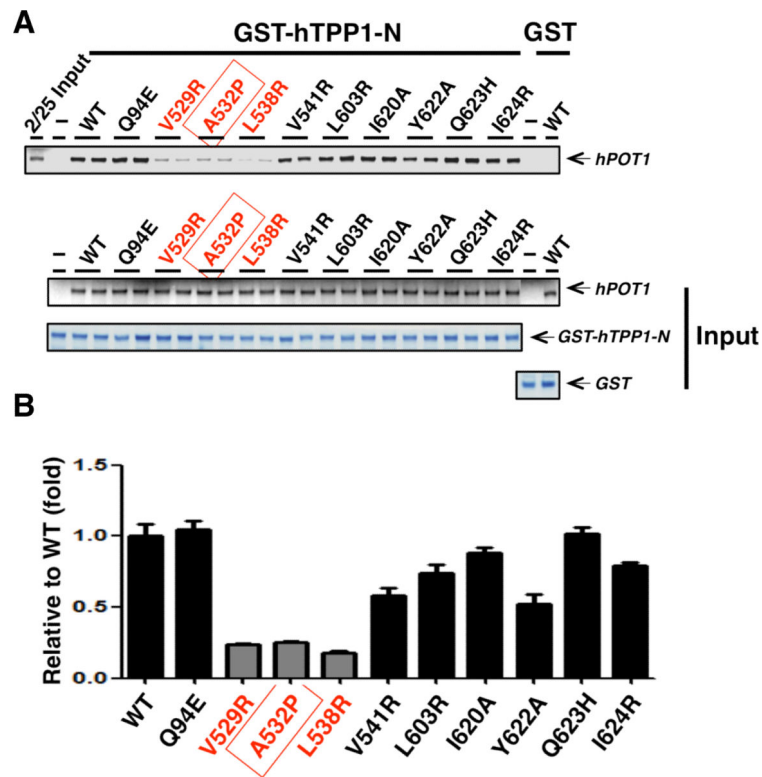 A
GST-hTPP1-N GST
2/25 Input – WT Q94E V529R A532P L538R V541R L603R I620A Y622A Q623H I624R – WT
hPOT1
– WT Q94E V529R A532P L538R V541R L603R I620A Y622A Q623H I624R – WT
hPOT1
GST-hTPP1-N
Input
GST
B
Relative to WT (fold)
1.5
1.0
0.5
0.0
WT Q94E V529R A532P L538R V541R L603R I620A Y622A Q623H I624R